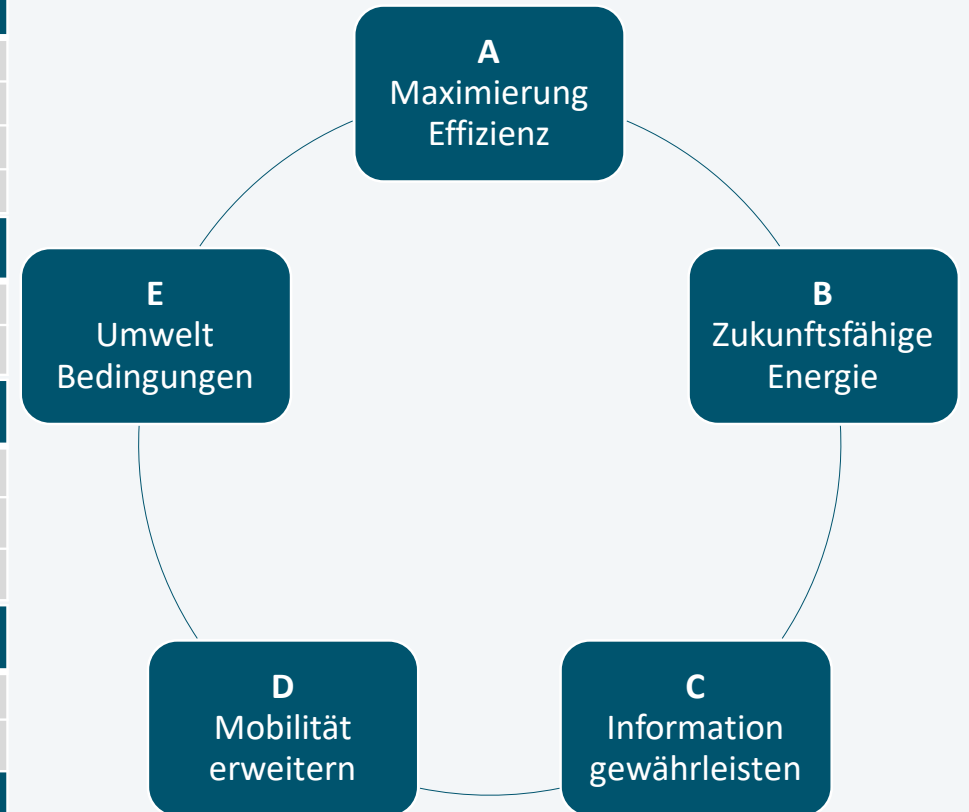 A
Maximierung
Effizienz
B
Zukunftsfähige
Energie
C
Information
gewährleisten
D
Mobilität
erweitern
E
Umwelt
Bedingungen